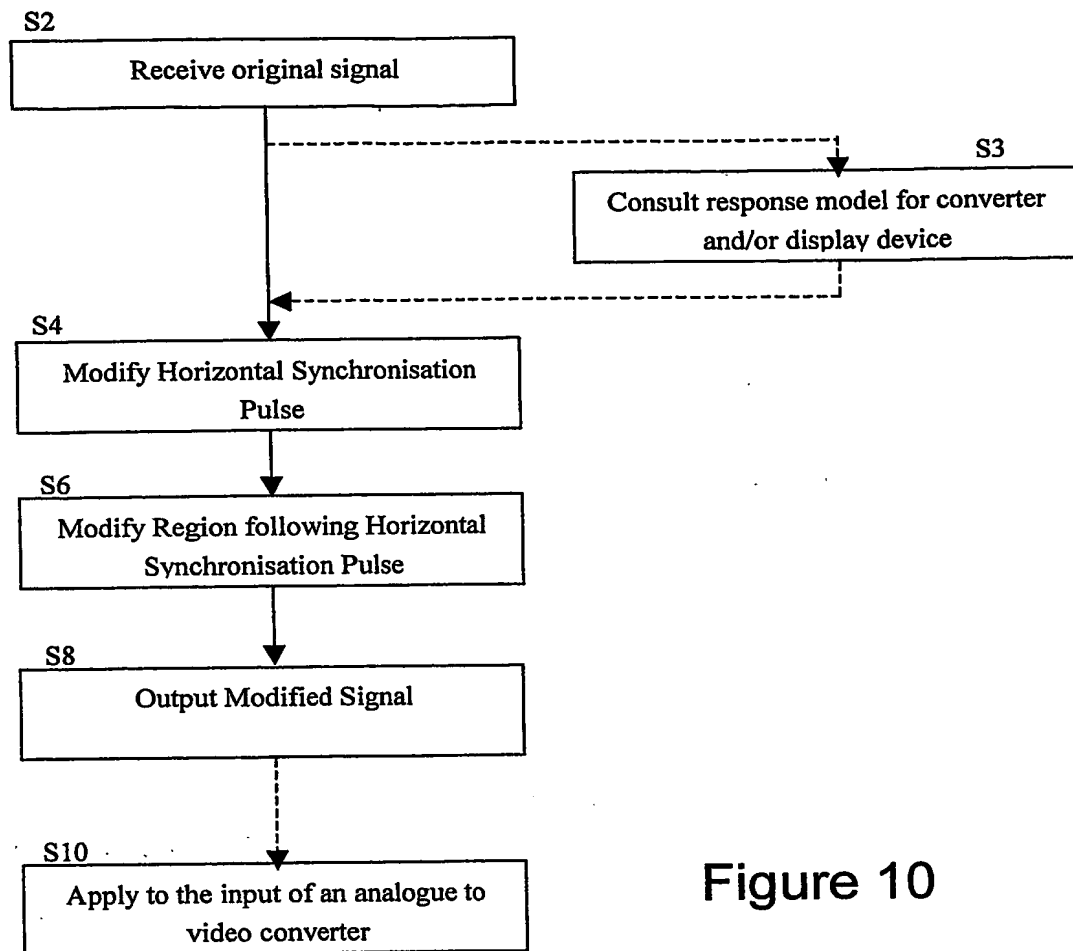 S2
Receive original signal
S3
Consult response model for converter
and/or display device
S4
Modify Horizontal Synchronisation
Pulse
S6
Modify Region following Horizontal
Synchronisation Pulse
S8
Output Modified Signal
S10
Apply to the input of an analogue to
video converter
Figure 10